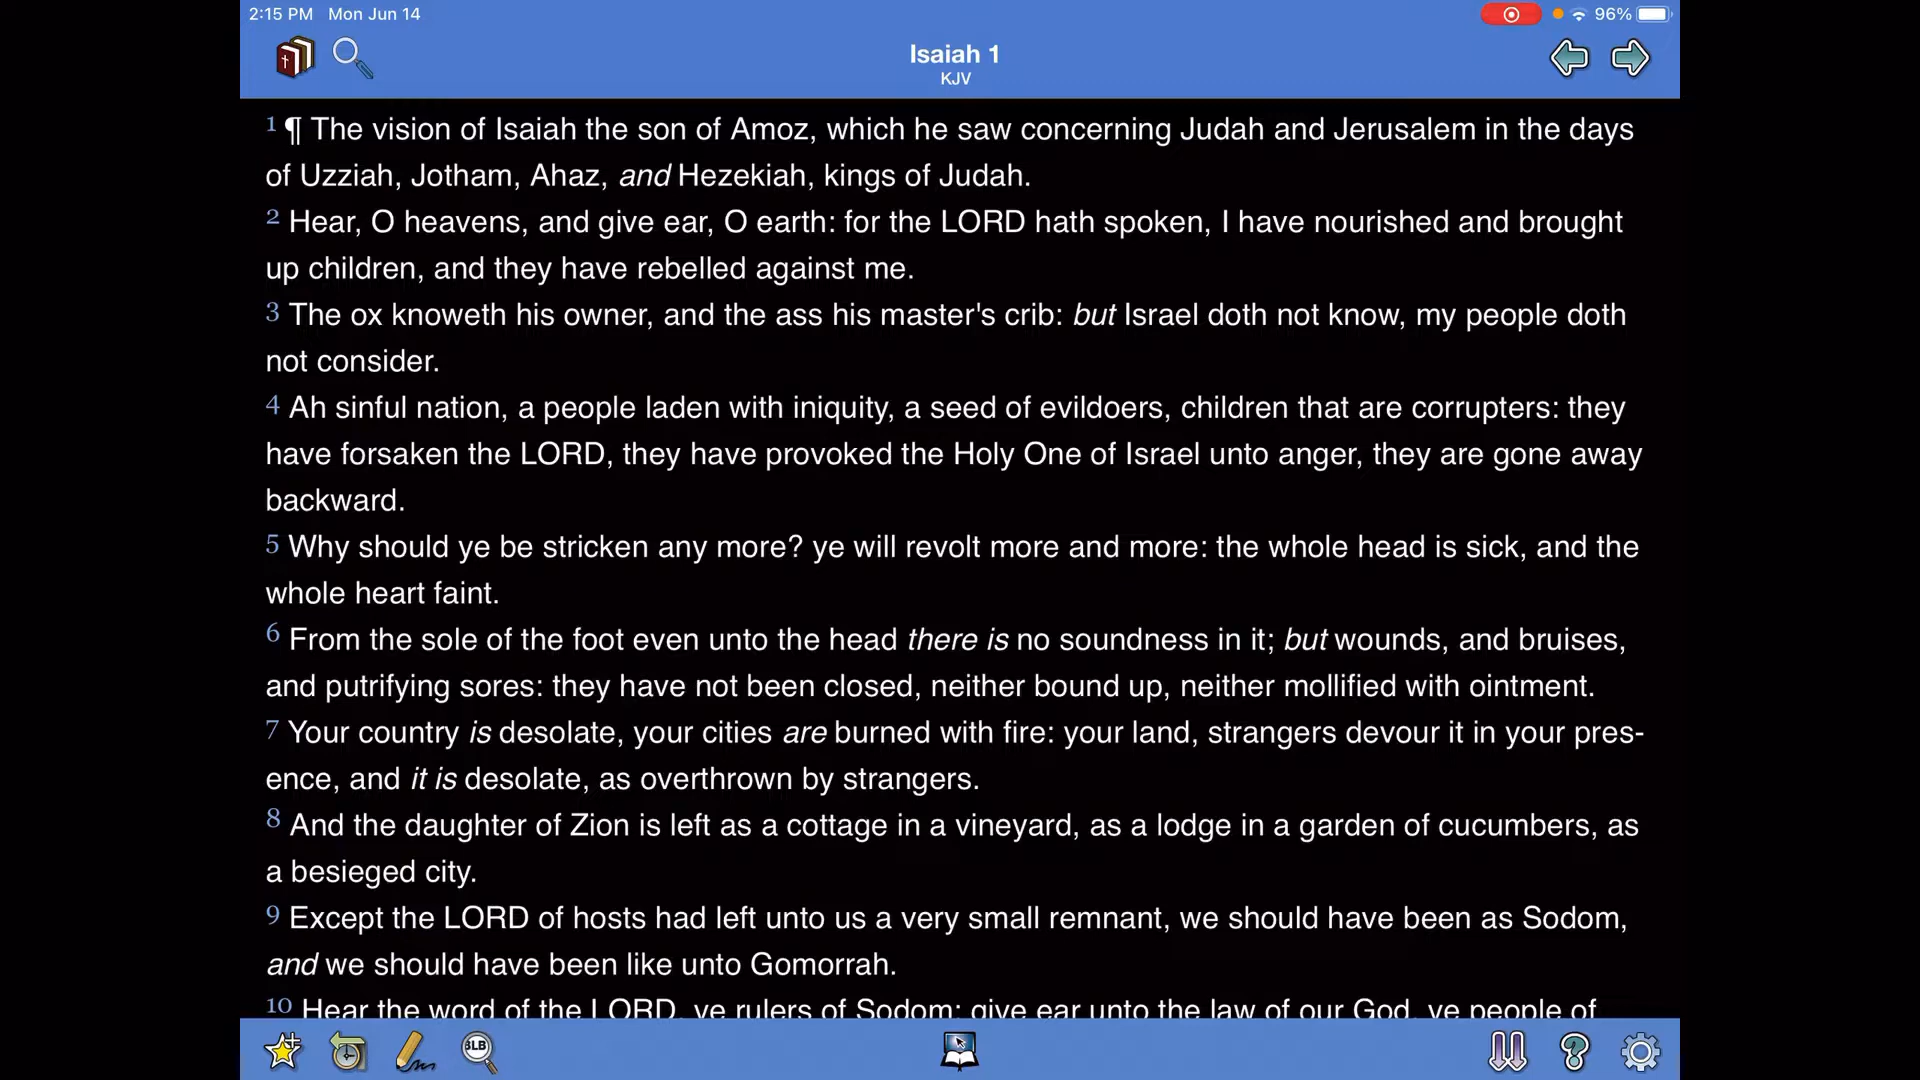 2:15 PM Mon Jun 14 96%
Isaiah 1
KJV
1 ¶ The vision of Isaiah the son of Amoz, which he saw concerning Judah and Jerusalem in the days
of Uzziah, Jotham, Ahaz, and Hezekiah, kings of Judah.
2 Hear, O heavens, and give ear, O earth: for the LORD hath spoken, I have nourished and brought
up children, and they have rebelled against me.
3 The ox knoweth his owner, and the ass his master's crib: but Israel doth not know, my people doth
not consider.
4 Ah sinful nation, a people laden with iniquity, a seed of evildoers, children that are corrupters: they
have forsaken the LORD, they have provoked the Holy One of Israel unto anger, they are gone away
backward.
5 Why should ye be stricken any more? ye will revolt more and more: the whole head is sick, and the
whole heart faint.
6 From the sole of the foot even unto the head there is no soundness in it; but wounds, and bruises,
and putrifying sores: they have not been closed, neither bound up, neither mollified with ointment.
7 Your country is desolate, your cities are burned with fire: your land, strangers devour it in your pres-
ence, and it is desolate, as overthrown by strangers.
8 And the daughter of Zion is left as a cottage in a vineyard, as a lodge in a garden of cucumbers, as
a besieged city.
9 Except the LORD of hosts had left unto us a very small remnant, we should have been as Sodom,
and we should have been like unto Gomorrah.
10 Hear the word of the LORD, ye rulers of Sodom; give ear unto the law of our God, ye people of
BLB